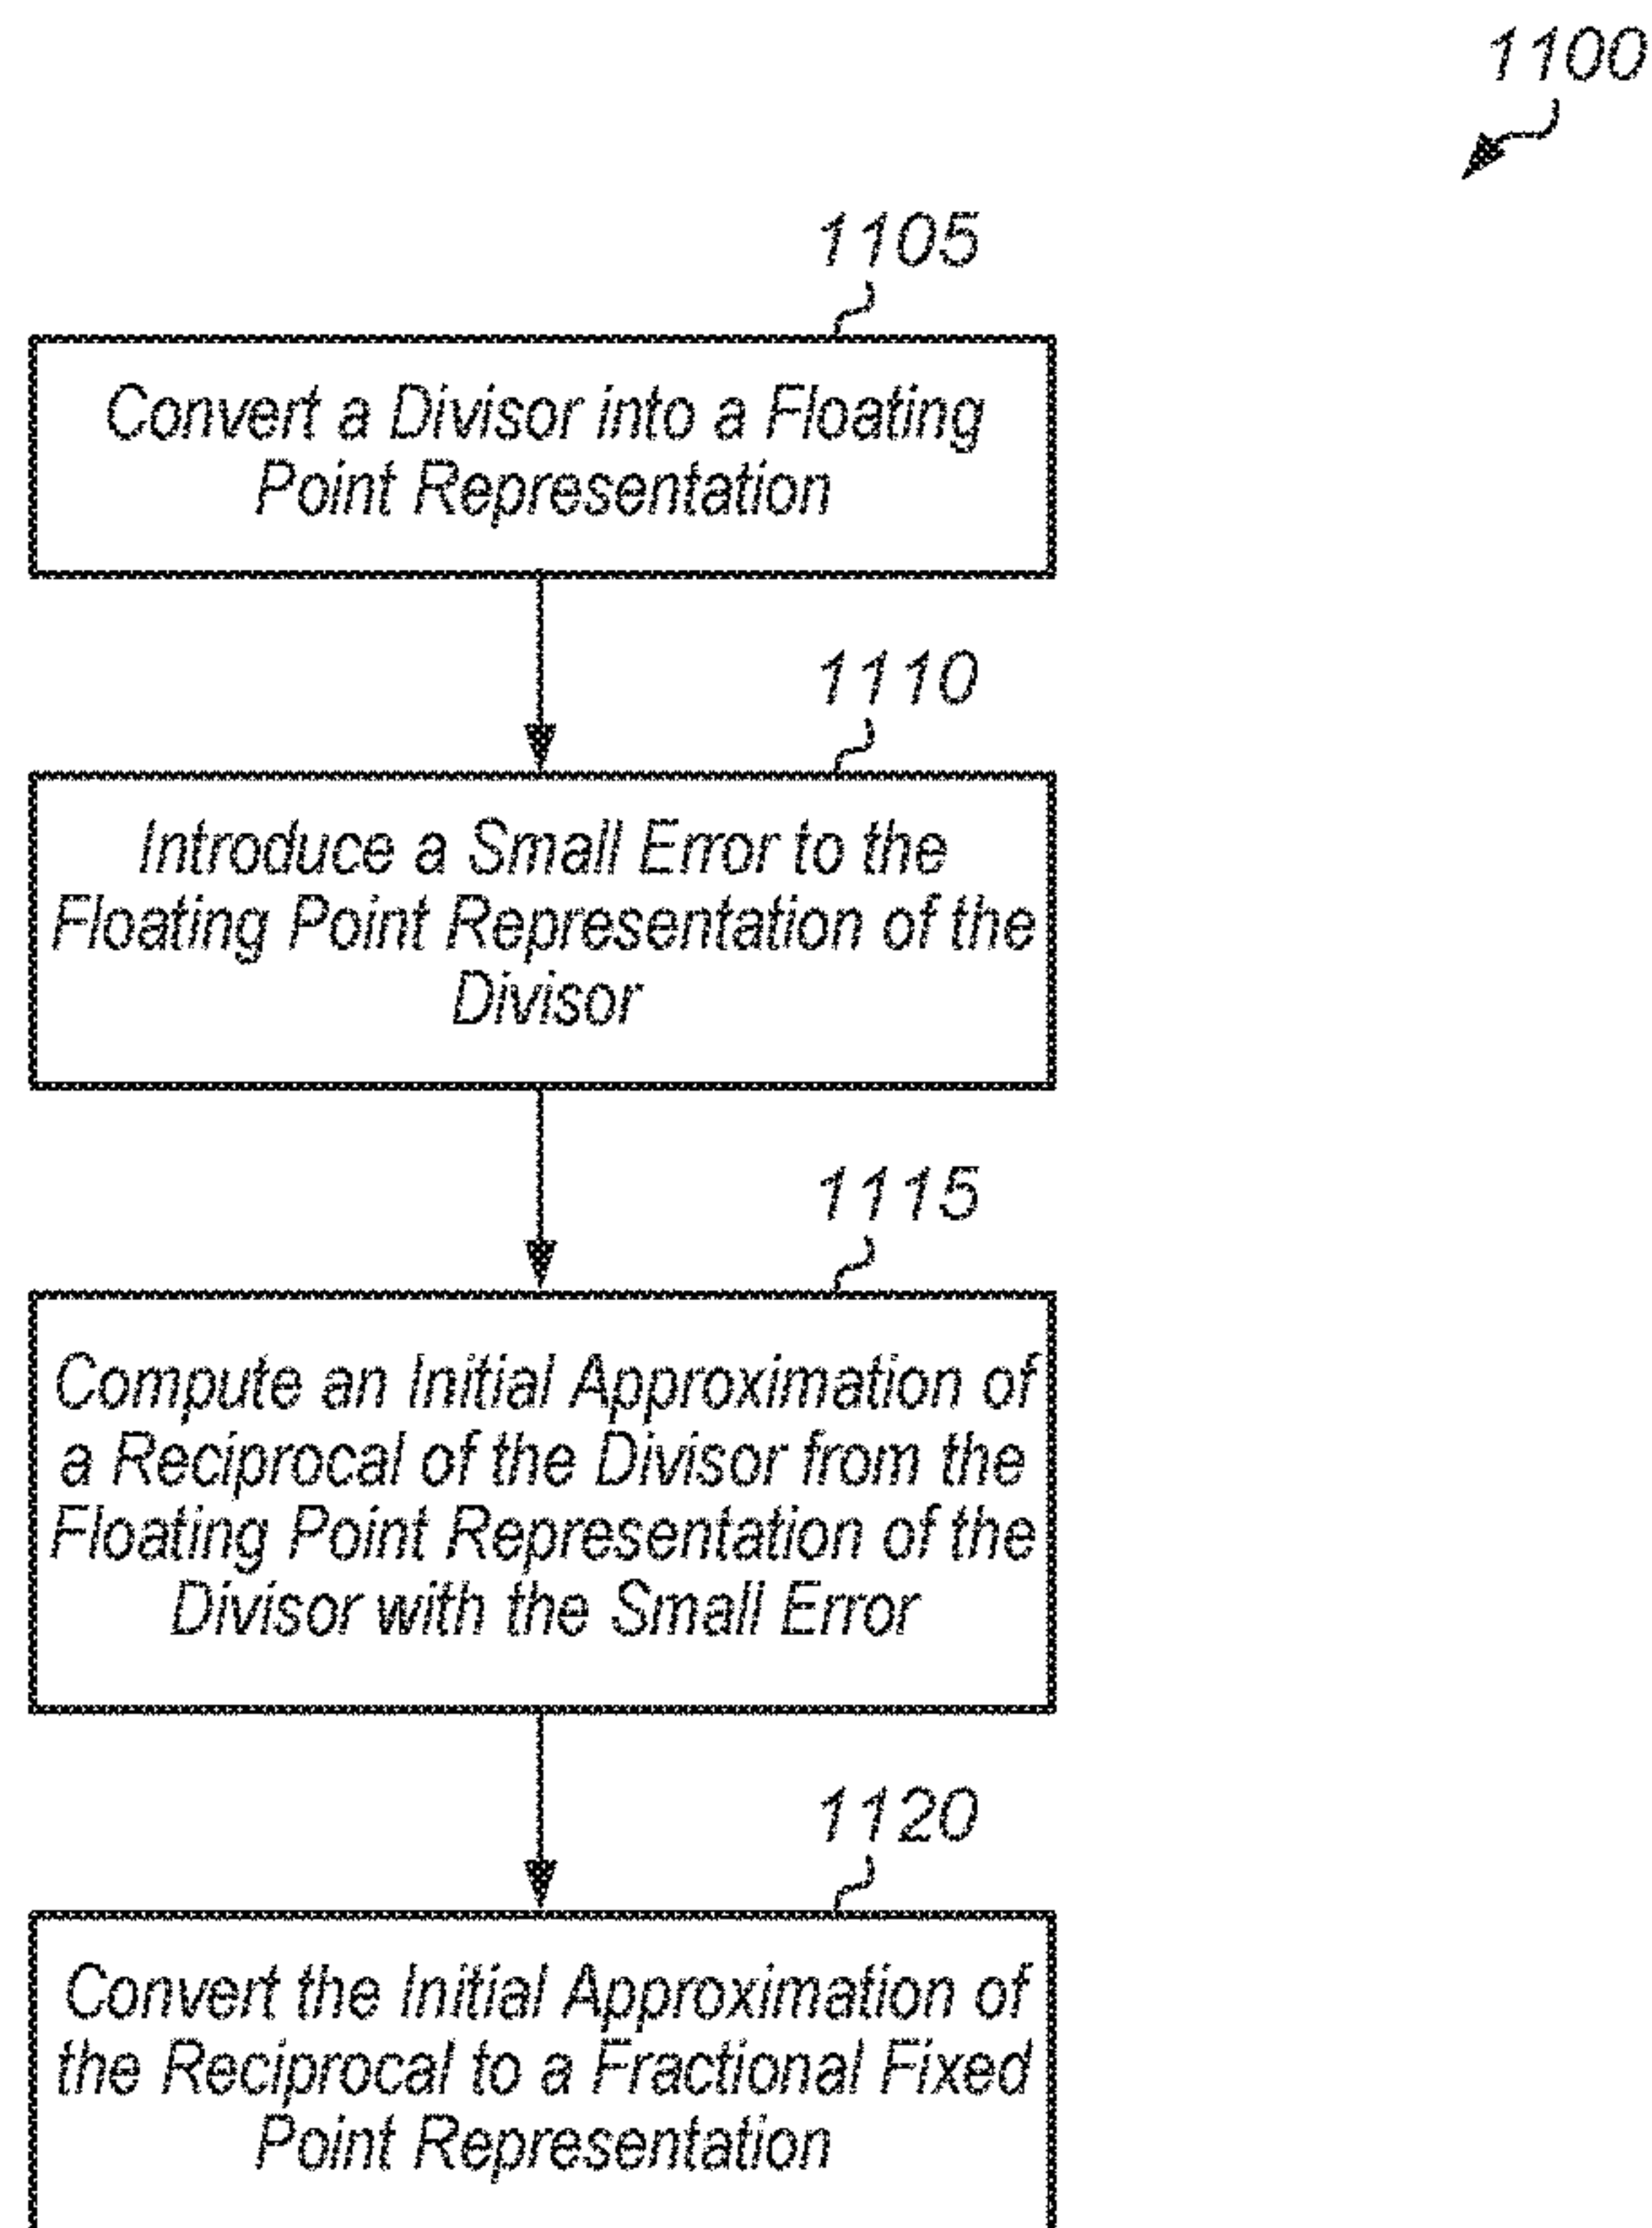 1100
1105
Convert a Divisor into a Floating
Point Representation
1110
Introduce a Small Error to the
Floating Point Representation of the
Divisor
1115
Compute an Initial Approximation of
a Reciprocal of the Divisor from the
Floating Point Representation of the
Divisor with the Small Error
1120
Convert the Initial Approximation of
the Reciprocal to a Fractional Fixed
Point Representation